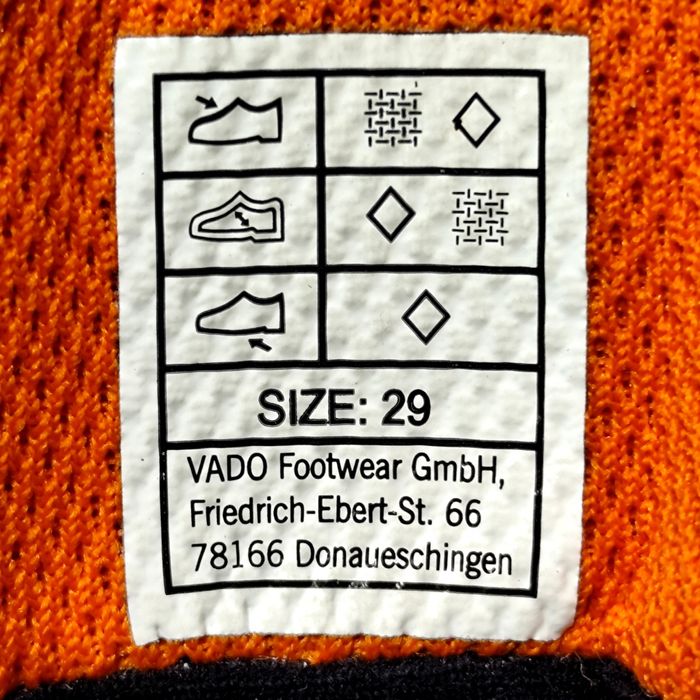 SIZE: 29
VADO Footwear GmbH,
Friedrich-Ebert-St. 66
78166 Donaueschingen